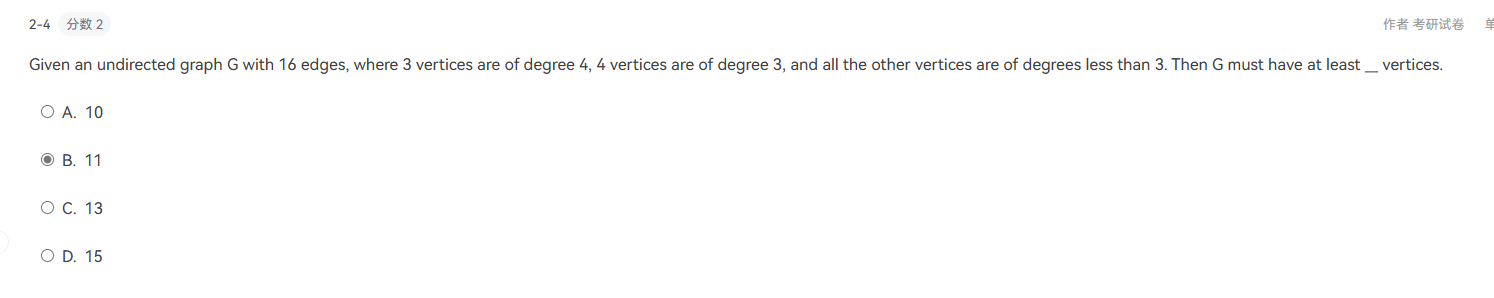 2-4 分数 2 作者 考研试卷 单
Given an undirected graph G with 16 edges, where 3 vertices are of degree 4, 4 vertices are of degree 3, and all the other vertices are of degrees less than 3. Then G must have at least __ vertices.
A. 10
B. 11
C. 13
D. 15